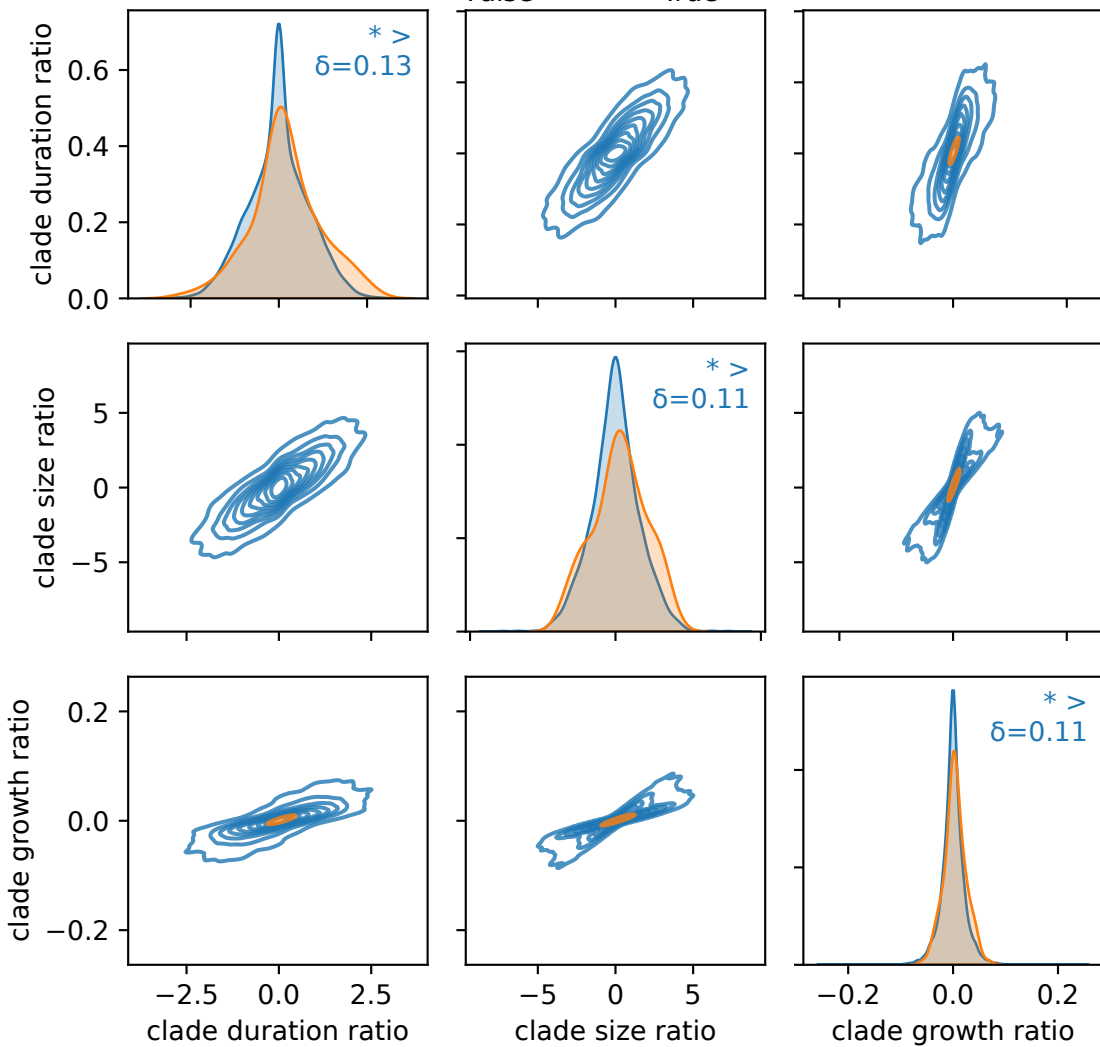 clade duration ratio
0.6
0.4
0.2
0.0
* >
δ=0.13
clade size ratio
5
0
−5
* >
δ=0.11
clade growth ratio
0.2
0.0
−0.2
* >
δ=0.11
−2.5 0.0 2.5
−5 0 5
−0.2 0.0 0.2
clade duration ratio
clade size ratio
clade growth ratio